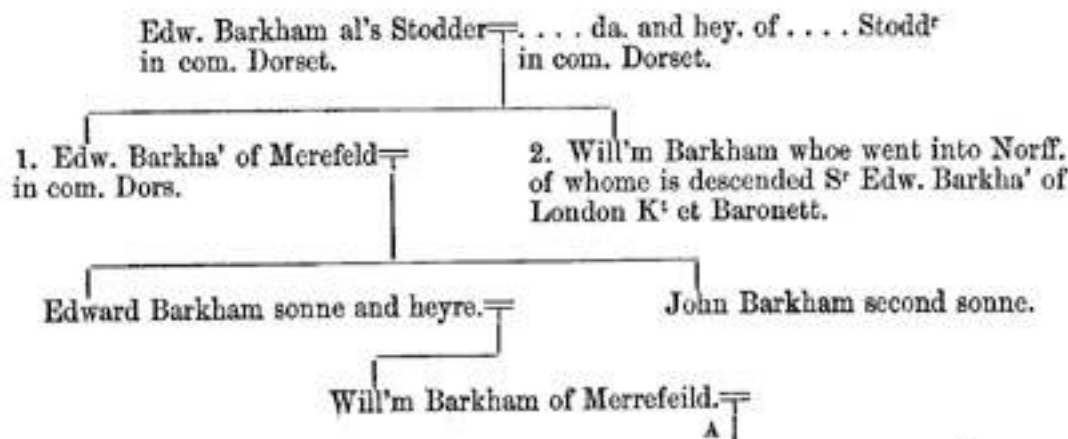 Edw. Barkham al's Stodder . . . . da. and hey. of . . . . Stoddʳ
in com. Dorset. in com. Dorset.
1. Edw. Barkha' of Merefeld
in com. Dors.
2. Will'm Barkham whoe went into Norff.
of whome is descended Sʳ Edw. Barkha' of
London Kᵗ et Baronett.
Edward Barkham sonne and heyre.
John Barkham second sonne.
Will'm Barkham of Merrefeild.
A